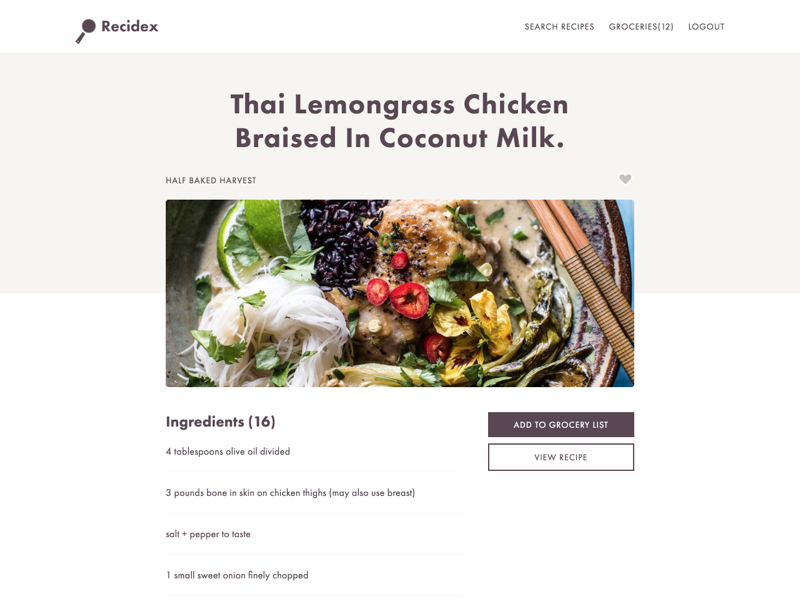 Recidex
SEARCH RECIPES
GROCERIES(12)
LOGOUT
Thai Lemongrass Chicken
Braised In Coconut Milk.
HALF BAKED HARVEST
Ingredients (16)
4 tablespoons olive oil divided
3 pounds bone in skin on chicken thighs (may also use breast)
salt + pepper to taste
1 small sweet onion finely chopped
ADD TO GROCERY LIST
VIEW RECIPE